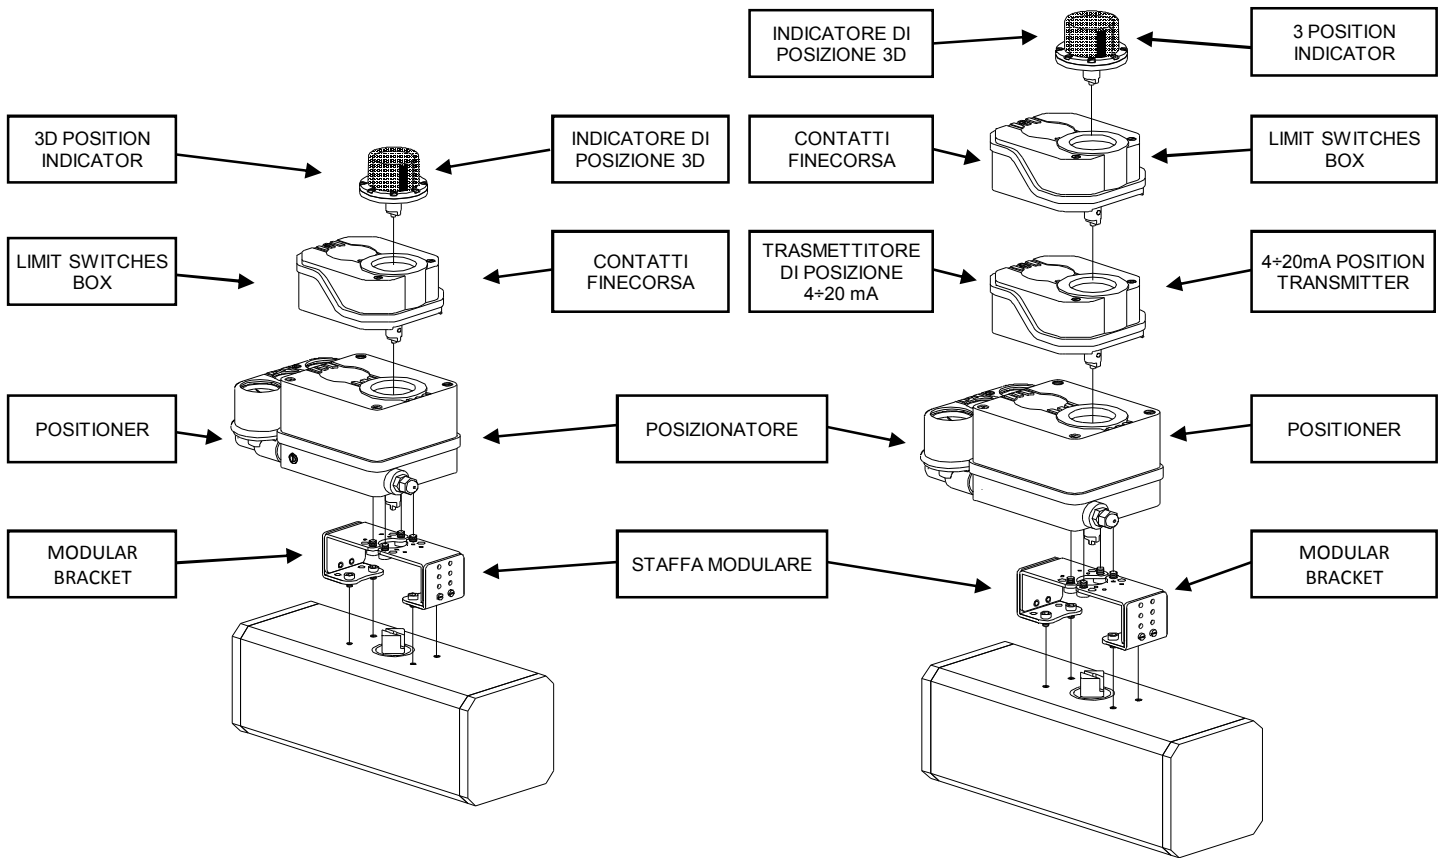 INDICATORE DI
POSIZIONE 3D
3 POSITION
INDICATOR
3D POSITION
INDICATOR
INDICATORE DI
POSIZIONE 3D
CONTATTI
FINECORSA
LIMIT SWITCHES
BOX
LIMIT SWITCHES
BOX
CONTATTI
FINECORSA
TRASMETTITORE
DI POSIZIONE
4÷20 mA
4÷20mA POSITION
TRANSMITTER
POSITIONER
POSIZIONATORE
POSITIONER
MODULAR
BRACKET
STAFFA MODULARE
MODULAR
BRACKET